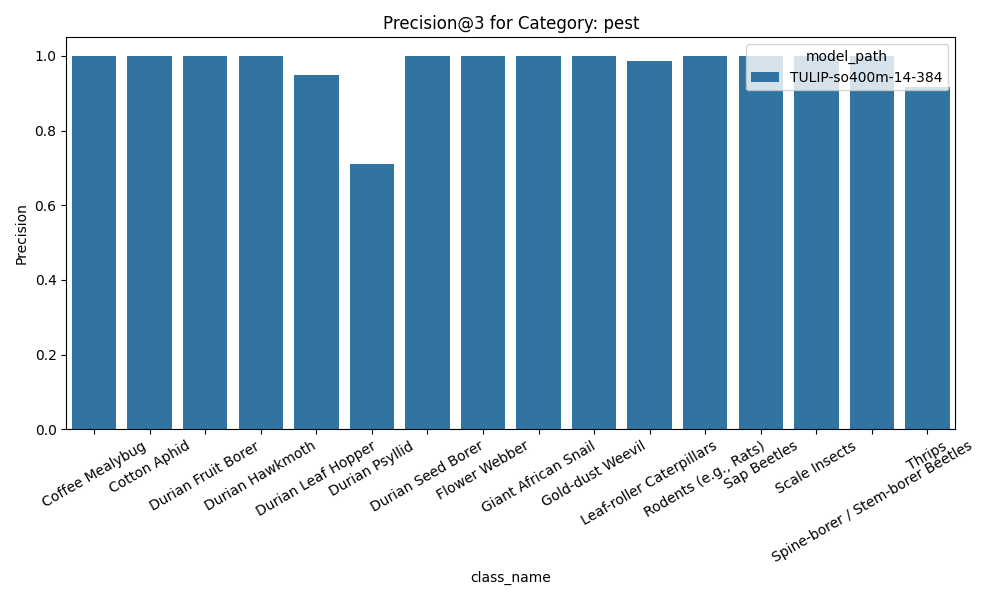 Precision@3 for Category: pest
model_path
TULIP-so400m-14-384
Precision
1.0
0.8
0.6
0.4
0.2
0.0
Coffee Mealybug
Cotton Aphid
Durian Fruit Borer
Durian Hawkmoth
Durian Leaf Hopper
Durian Psyllid
Durian Seed Borer
Flower Webber
Giant African Snail
Gold-dust Weevil
Leaf-roller Caterpillars
Rodents (e.g., Rats)
Sap Beetles
Scale Insects
Spine-borer / Stem-borer Beetles
Thrips
class_name